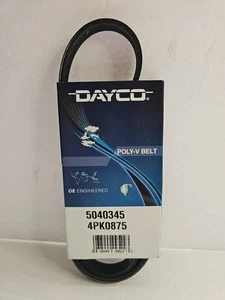 DAYCO
POLY-V BELT
OE ENGINEERED
5040345
4PK0875